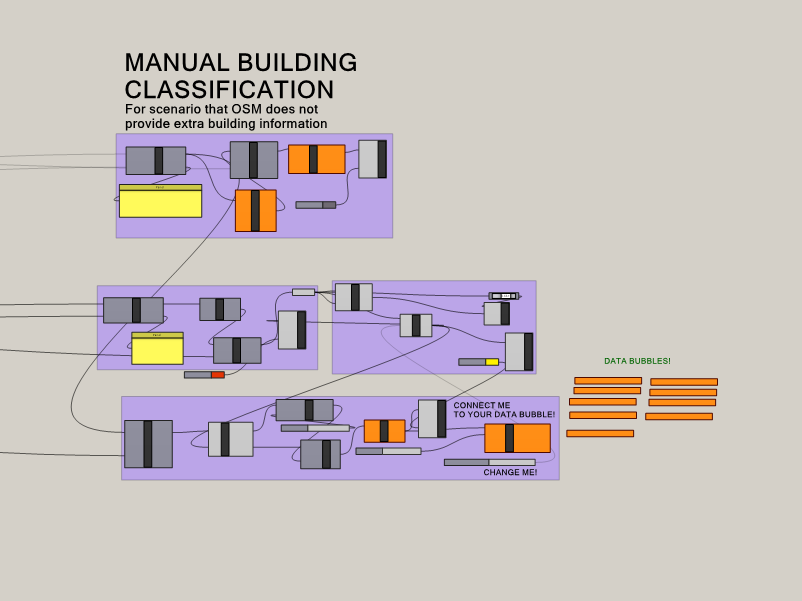 MANUAL BUILDING
CLASSIFICATION
For scenario that OSM does not
provide extra building information
DATA BUBBLES!
CONNECT ME
TO YOUR DATA BUBBLE!
CHANGE ME!